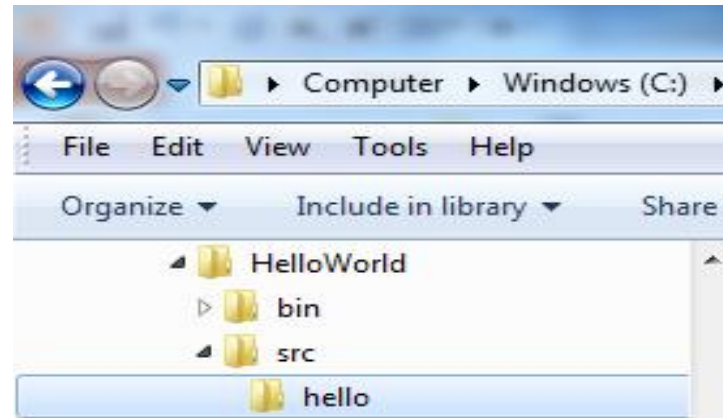 Computer Windows (C:)
File Edit View Tools Help
Organize Include in library Share
HelloWorld
bin
src
hello